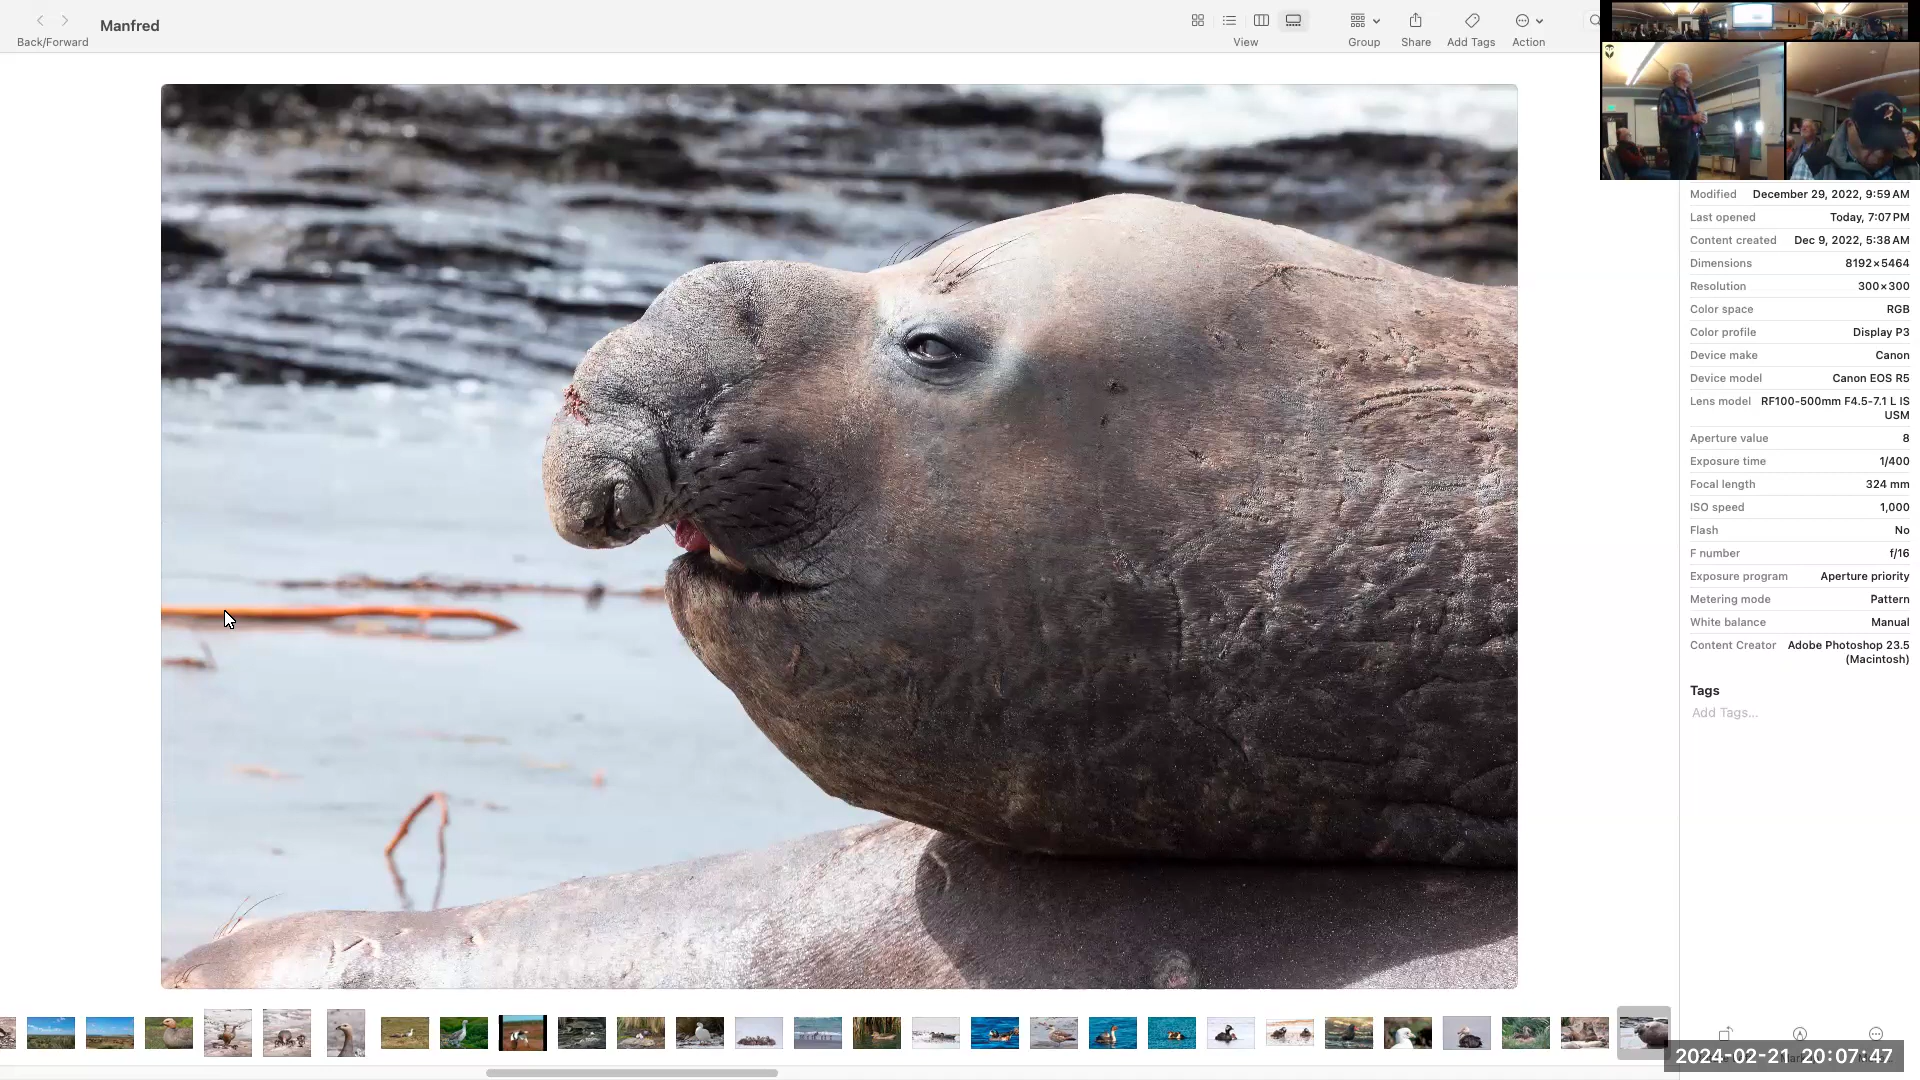 Manfred
Back/Forward
View
Group
Share
Add Tags
Action
Modified December 29, 2022, 9:59 AM
Last opened Today, 7:07 PM
Content created Dec 9, 2022, 5:38 AM
Dimensions 8192×5464
Resolution 300×300
Color space RGB
Color profile Display P3
Device make Canon
Device model Canon EOS R5
Lens model RF100-500mm F4.5-7.1 L IS
USM
Aperture value 8
Exposure time 1/400
Focal length 324 mm
ISO speed 1,000
Flash No
F number f/16
Exposure program Aperture priority
Metering mode Pattern
White balance Manual
Content Creator Adobe Photoshop 23.5
(Macintosh)
Tags
Add Tags...
2024-02-21 20:07:47